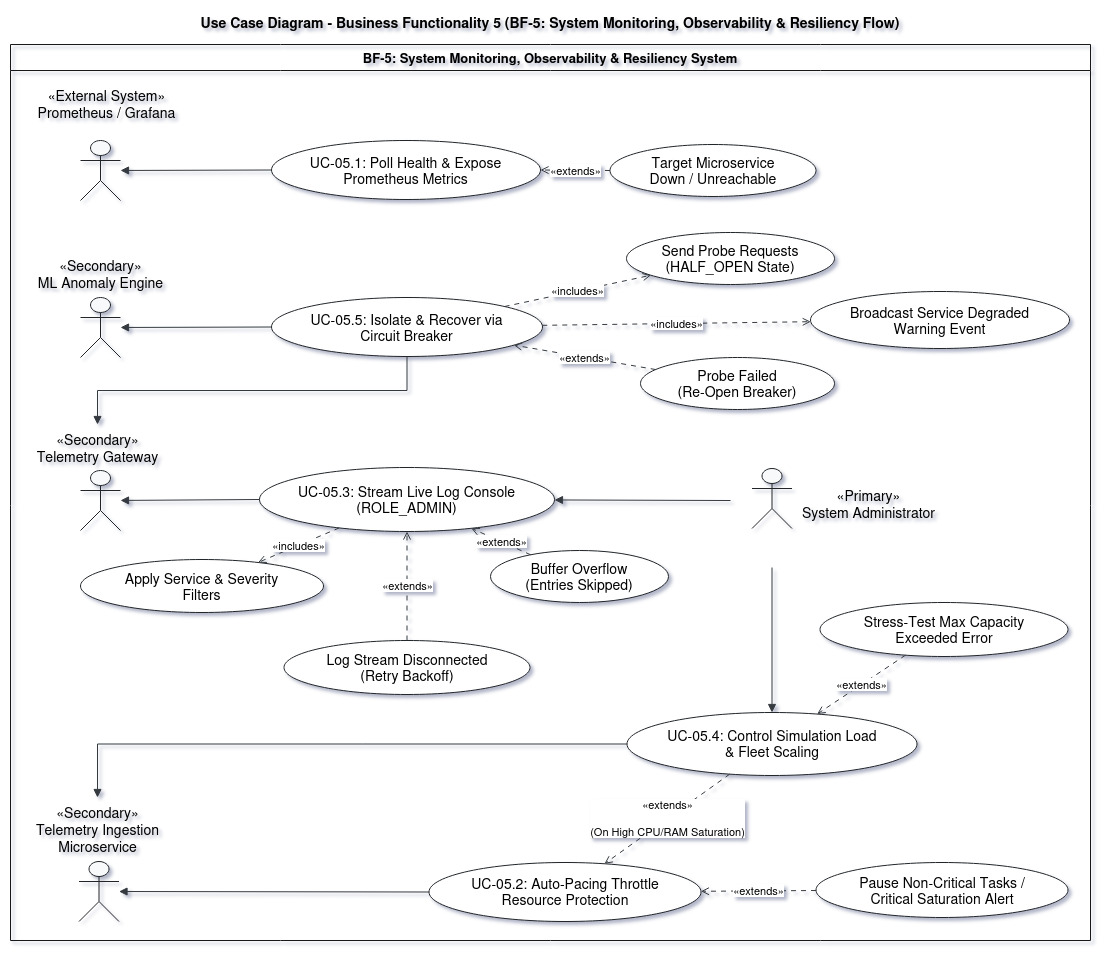 Use Case Diagram - Business Functionality 5 (BF-5: System Monitoring, Observability & Resiliency Flow)
BF-5: System Monitoring, Observability & Resiliency System
«External System»
Prometheus / Grafana
UC-05.1: Poll Health & Expose
Prometheus Metrics
«extends»
Target Microservice
Down / Unreachable
«Secondary»
ML Anomaly Engine
UC-05.5: Isolate & Recover via
Circuit Breaker
«includes»
Send Probe Requests
(HALF_OPEN State)
«includes»
Broadcast Service Degraded
Warning Event
«extends»
Probe Failed
(Re-Open Breaker)
«Secondary»
Telemetry Gateway
UC-05.3: Stream Live Log Console
(ROLE_ADMIN)
«Primary»
System Administrator
«includes»
Apply Service & Severity
Filters
«extends»
Log Stream Disconnected
(Retry Backoff)
«extends»
Buffer Overflow
(Entries Skipped)
Stress-Test Max Capacity
Exceeded Error
«extends»
UC-05.4: Control Simulation Load
& Fleet Scaling
«extends»
(On High CPU/RAM Saturation)
«Secondary»
Telemetry Ingestion
Microservice
UC-05.2: Auto-Pacing Throttle
Resource Protection
«extends»
Pause Non-Critical Tasks /
Critical Saturation Alert